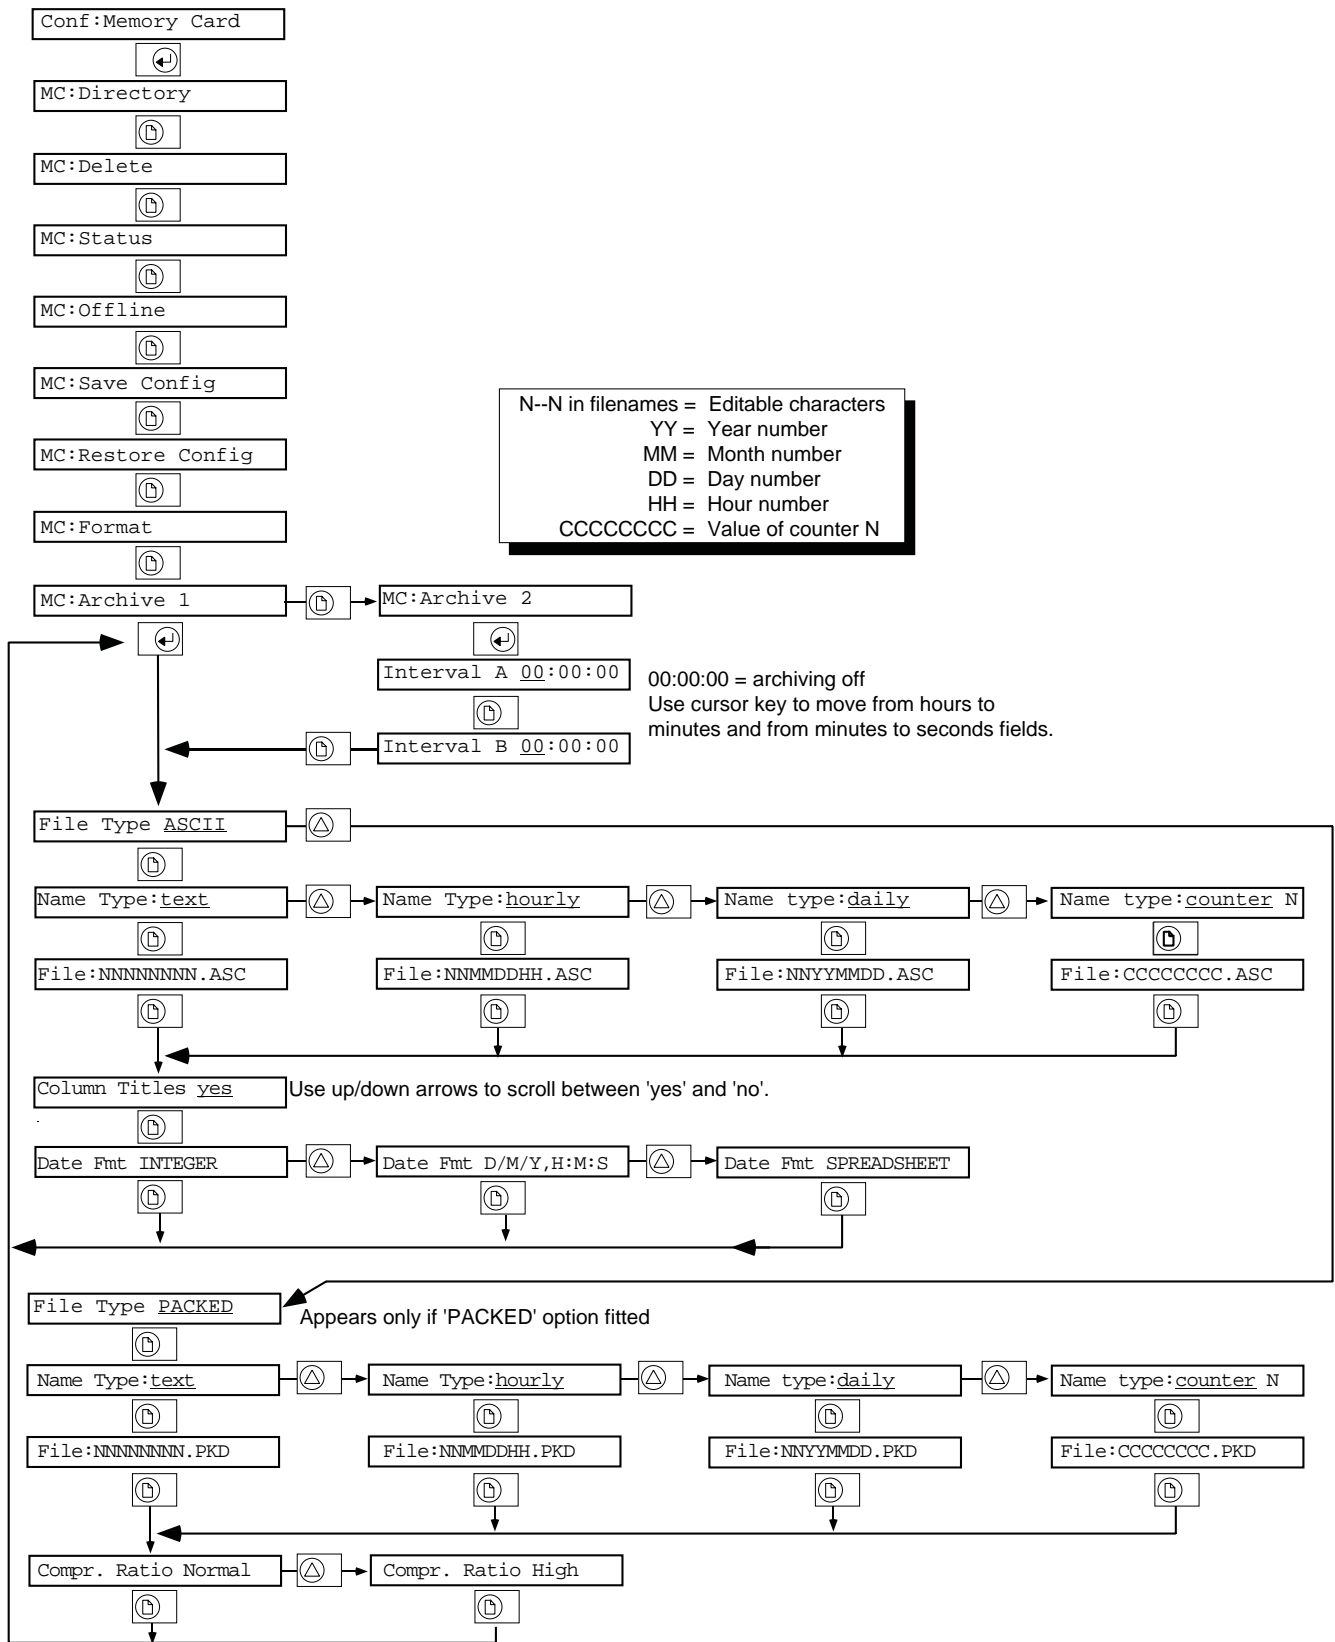 Conf:Memory Card
MC:Directory
MC:Delete
MC:Status
MC:Offline
MC:Save Config
MC:Restore Config
MC:Format
N--N in filenames = Editable characters
YY = Year number
MM = Month number
DD = Day number
HH = Hour number
CCCCCCCC = Value of counter N
MC:Archive 1
MC:Archive 2
Interval A 00:00:00
00:00:00 = archiving off
Use cursor key to move from hours to
minutes and from minutes to seconds fields.
Interval B 00:00:00
File Type ASCII
Name Type:text
Name Type:hourly
Name type:daily
Name type:counter N
File:NNNNNNNN.ASC
File:NNMMDDHH.ASC
File:NNYYMMDD.ASC
File:CCCCCCCC.ASC
Column Titles yes
Use up/down arrows to scroll between 'yes' and 'no'.
Date Fmt INTEGER
Date Fmt D/M/Y,H:M:S
Date Fmt SPREADSHEET
File Type PACKED
Appears only if 'PACKED' option fitted
Name Type:text
Name Type:hourly
Name type:daily
Name type:counter N
File:NNNNNNNN.PKD
File:NNMMDDHH.PKD
File:NNYYMMDD.PKD
File:CCCCCCCC.PKD
Compr. Ratio Normal
Compr. Ratio High